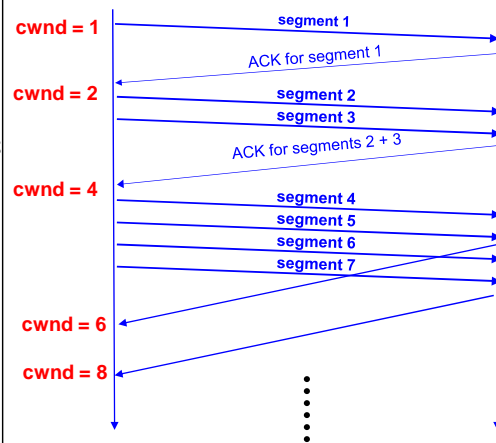 cwnd = 1
segment 1
ACK for segment 1
cwnd = 2
segment 2
segment 3
ACK for segments 2 + 3
cwnd = 4
segment 4
segment 5
segment 6
segment 7
cwnd = 6
cwnd = 8